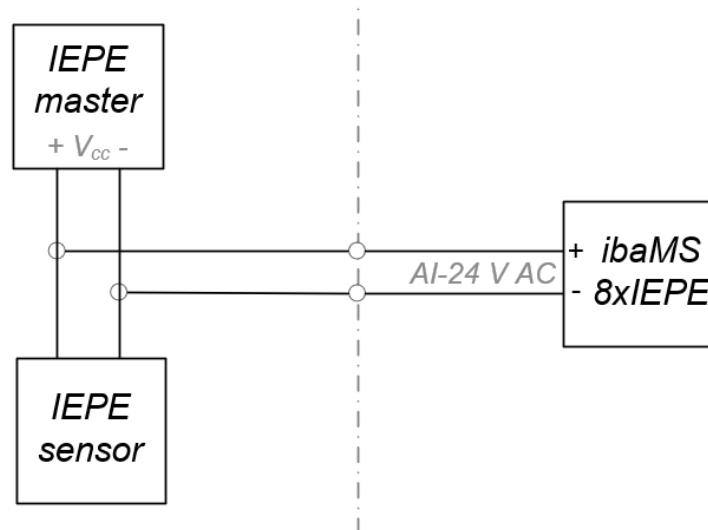 IEPE
master
+ Vcc -
+ ibaMS
AI-24 V AC
- 8xIEPE
IEPE
sensor